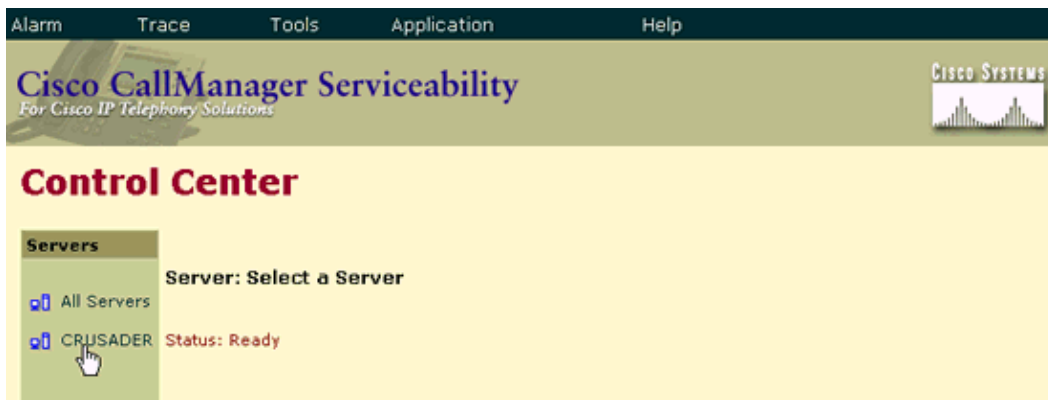 Alarm Trace Tools Application Help
Cisco CallManager Serviceability
For Cisco IP Telephony Solutions
CISCO SYSTEMS
Control Center
Servers
Server: Select a Server
All Servers
CRUSADER
Status: Ready